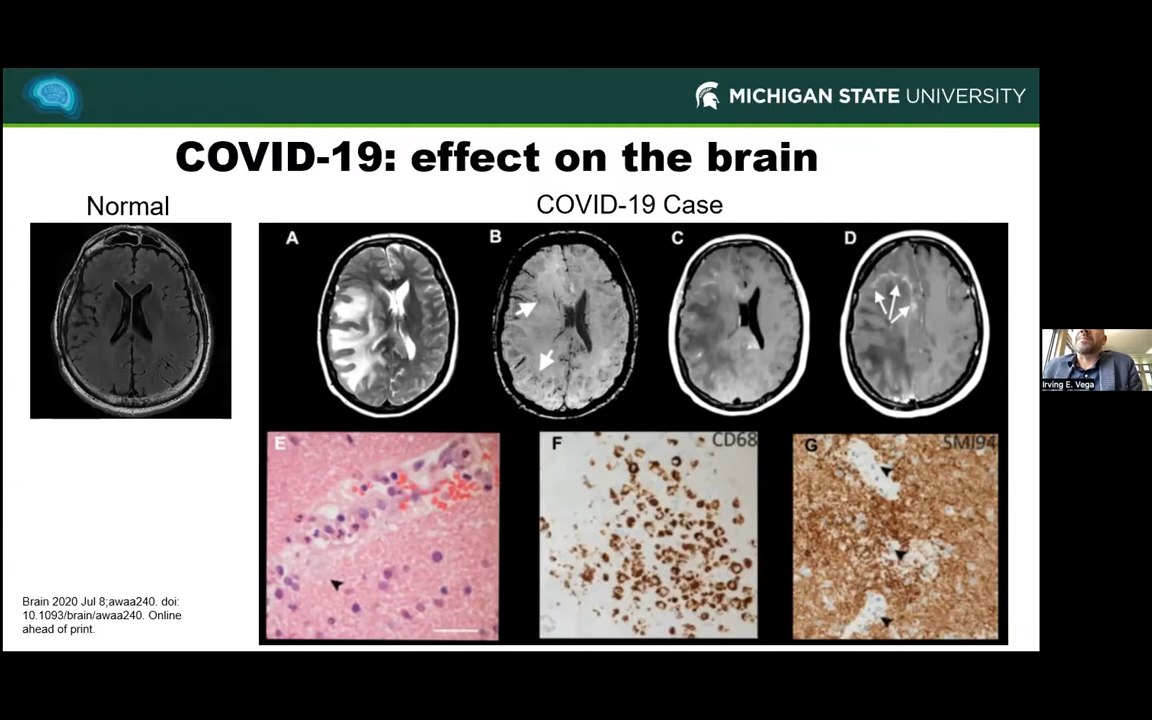 MICHIGAN STATE UNIVERSITY
COVID-19: effect on the brain
Normal
COVID-19 Case
A
B
C
D
E
F
CD68
G
SMI94
Irving E. Vega
Brain 2020 Jul 8;awaa240. doi:
10.1093/brain/awaa240. Online
ahead of print.